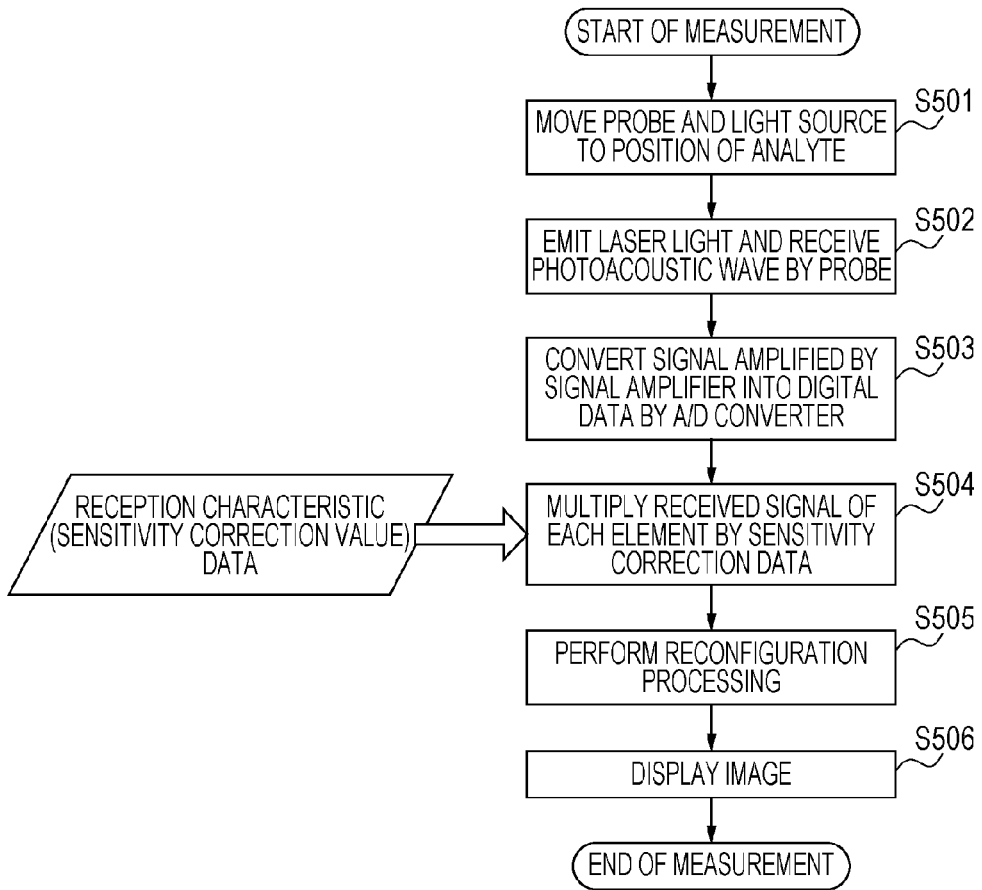 START OF MEASUREMENT
S501
MOVE PROBE AND LIGHT SOURCE
TO POSITION OF ANALYTE
S502
EMIT LASER LIGHT AND RECEIVE
PHOTOACOUSTIC WAVE BY PROBE
S503
CONVERT SIGNAL AMPLIFIED BY
SIGNAL AMPLIFIER INTO DIGITAL
DATA BY A/D CONVERTER
RECEPTION CHARACTERISTIC
(SENSITIVITY CORRECTION VALUE)
DATA
S504
MULTIPLY RECEIVED SIGNAL OF
EACH ELEMENT BY SENSITIVITY
CORRECTION DATA
S505
PERFORM RECONFIGURATION
PROCESSING
S506
DISPLAY IMAGE
END OF MEASUREMENT